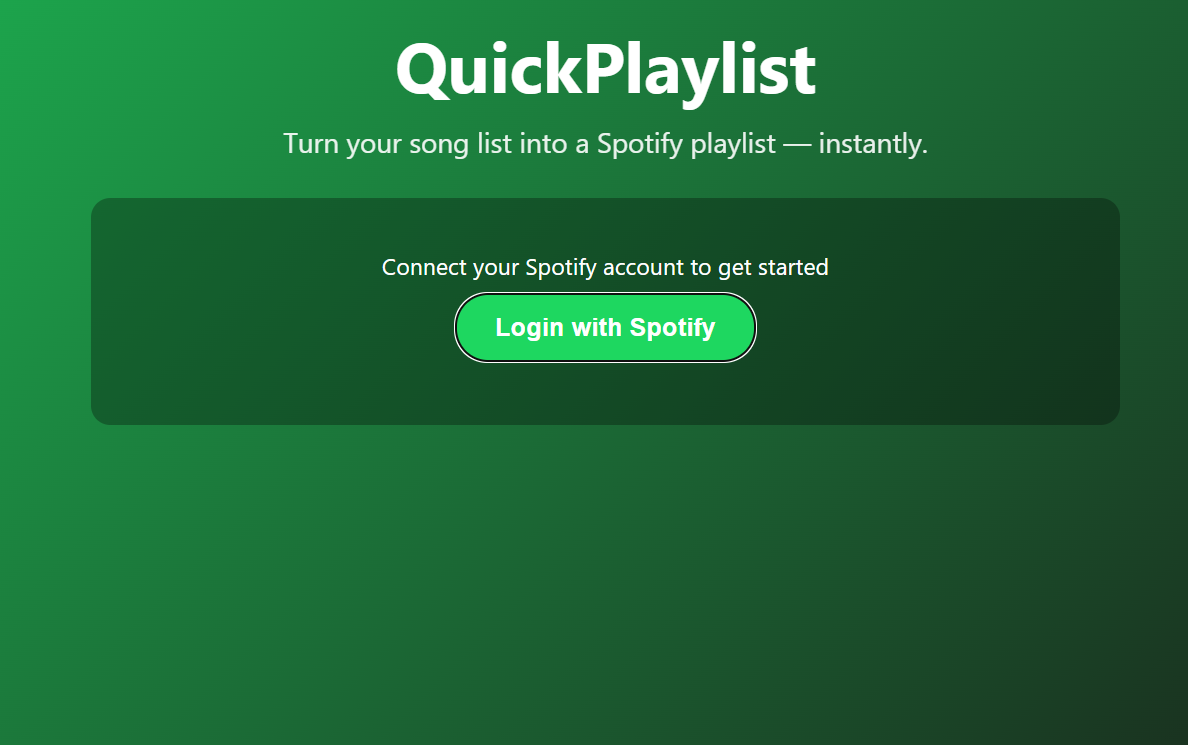 QuickPlaylist
Turn your song list into a Spotify playlist — instantly.
Connect your Spotify account to get started
Login with Spotify